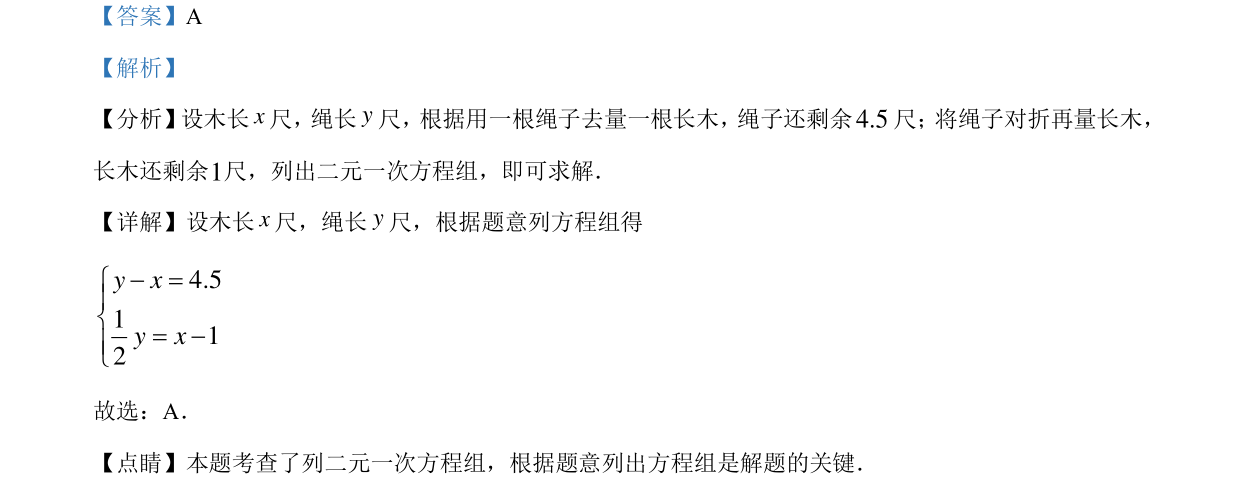 【答案】A
【解析】
【分析】设木长 x 尺，绳长 y 尺，根据用一根绳子去量一根长木，绳子还剩余 4.5 尺；将绳子对折再量长木，
长木还剩余1尺，列出二元一次方程组，即可求解．
【详解】设木长 x 尺，绳长 y 尺，根据题意列方程组得
{ y − x = 4.5
1/2 y = x − 1
故选：A．
【点睛】本题考查了列二元一次方程组，根据题意列出方程组是解题的关键．